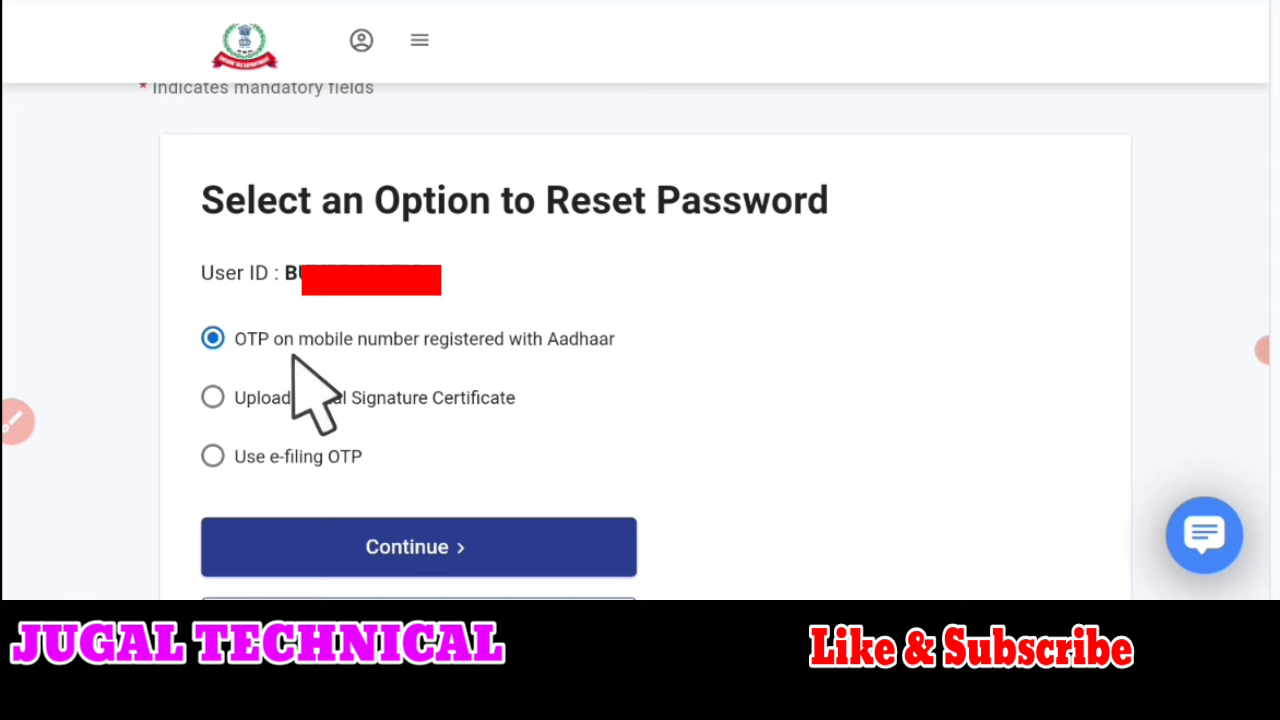 * Indicates mandatory fields
Select an Option to Reset Password
User ID : BU
OTP on mobile number registered with Aadhaar
Upload Signature Certificate
Use e-filing OTP
Continue >
JUGAL TECHNICAL
Like & Subscribe